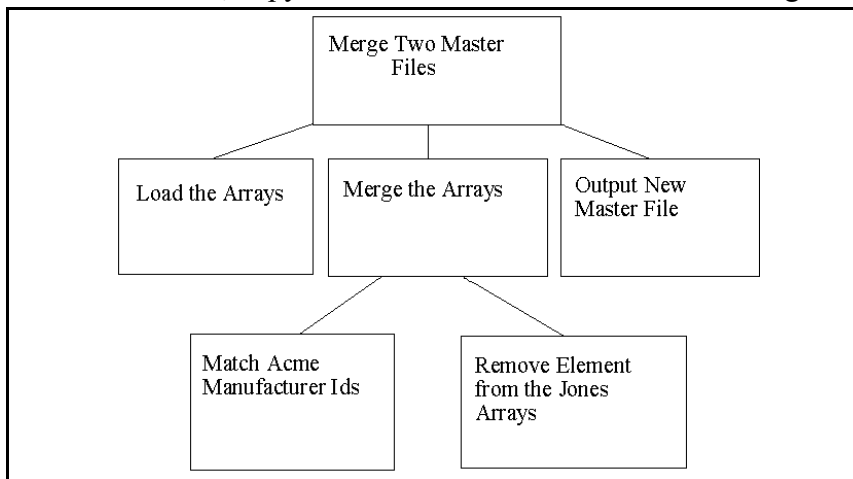 Merge Two Master
Files
Load the Arrays
Merge the Arrays
Output New
Master File
Match Acme
Manufacturer Ids
Remove Element
from the Jones
Arrays